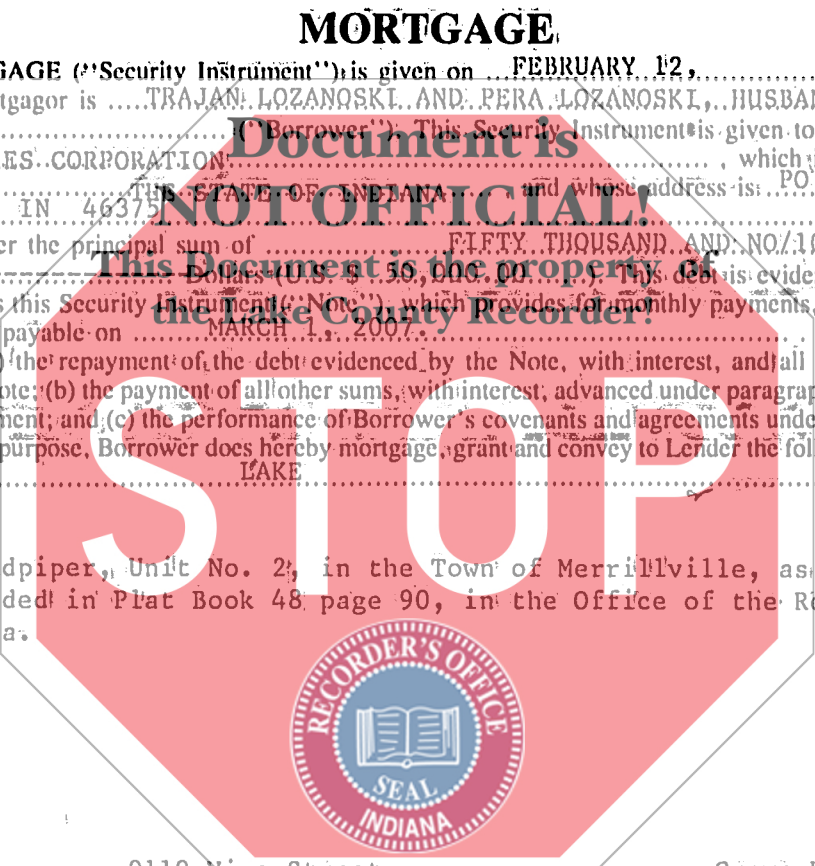 MORTGAGE
GAGE ("Security Instrument") is given on ...FEBRUARY 12,
tgagor is ....TRAJAN LOZANOSKI AND PERA LOZANOSKI, HUSBAN
("Borrower"). This Security Instrument is given to
Document is
ES CORPORATION ......, which
THE STATE OF INDIANA ...... and whose address is PO
NOT OFFICIAL!
IN 46375
er the principal sum of ...... FIFTY THOUSAND AND NO/10
This Document is the property of
Dollars (U.S. $ 50,000.00 ......). This debt is evide
the Lake County Recorder!
s this Security Instrument ("Note"), which provides for monthly payments,
payable on ...... MARCH 1, 2007
) the repayment of the debt evidenced by the Note, with interest, and all
ote; (b) the payment of all other sums, with interest, advanced under paragrap
ment; and (c) the performance of Borrower's covenants and agreements unde
purpose, Borrower does hereby mortgage, grant and convey to Lender the foll
LAKE
STOP
dpiper, Unit No. 2, in the Town of Merrillville, as
ded in Plat Book 48 page 90, in the Office of the Re
a.
RECORDER'S OFFICE
SEAL
INDIANA